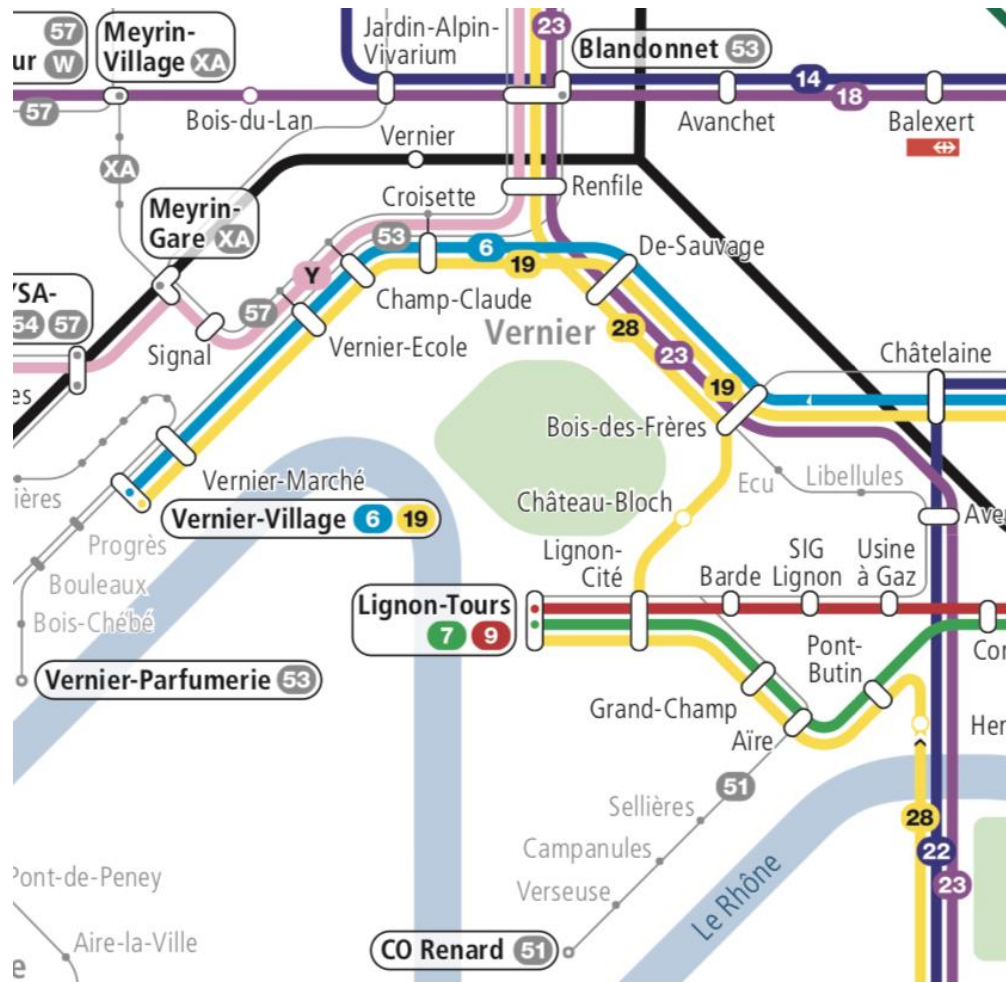 57
ur W
Meyrin-
Village XA
Jardin-Alpin-
Vivarium
23
Blandonnet 53
57
Bois-du-Lan
14
18
Avanchet
Balexert
Vernier
XA
Croisette
Renfile
Meyrin-
Gare XA
53
6
19
De-Sauvage
Y
YSA-
54 57
57
Champ-Claude
Vernier
28
Signal
Vernier-Ecole
23
Châtelaine
es
19
Bois-des-Frères
Vernier-Marché
Ecu
Libellules
ières
Château-Bloch
Vernier-Village 6 19
Aver
Progrès
Lignon-
Cité
Barde
SIG
Lignon
Usine
à Gaz
Bouleaux
Lignon-Tours
7 9
Bois-Chébé
Pont-
Butin
Cor
Vernier-Parfumerie 53
Grand-Champ
Aïre
Her
51
Sellières
28
Campanules
22
Pont-de-Peney
Verseuse
23
Le Rhône
Aire-la-Ville
CO Renard 51
e